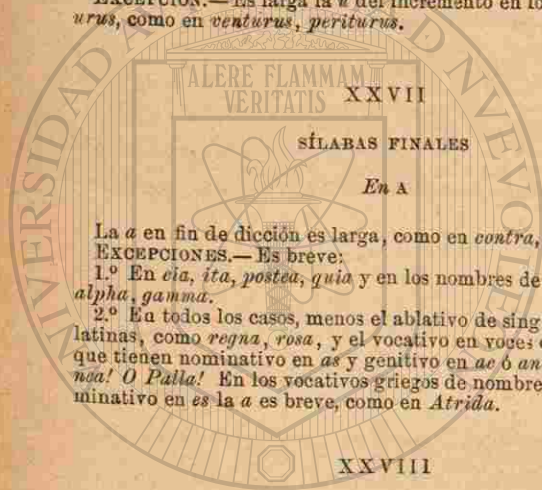 EXCEPCIÓN.— Es larga la u del incremento en lo
urus, como en venturus, periturus.
ALERE FLAMMAM
VERITATIS
XXVII
SÍLABAS FINALES
En A
La a en fin de dicción es larga, como en contra,
EXCEPCIONES.— Es breve:
1.º En eia, ita, postea, quia y en los nombres de
alpha, gamma.
2.º En todos los casos, menos el ablativo de sing
latinas, como regna, rosa, y el vocativo en voces
que tienen nominativo en as y genitivo en ae ó an
nea! O Palla! En los vocativos griegos de nombre
minativo en es la a es breve, como en Atrida.
XXVIII